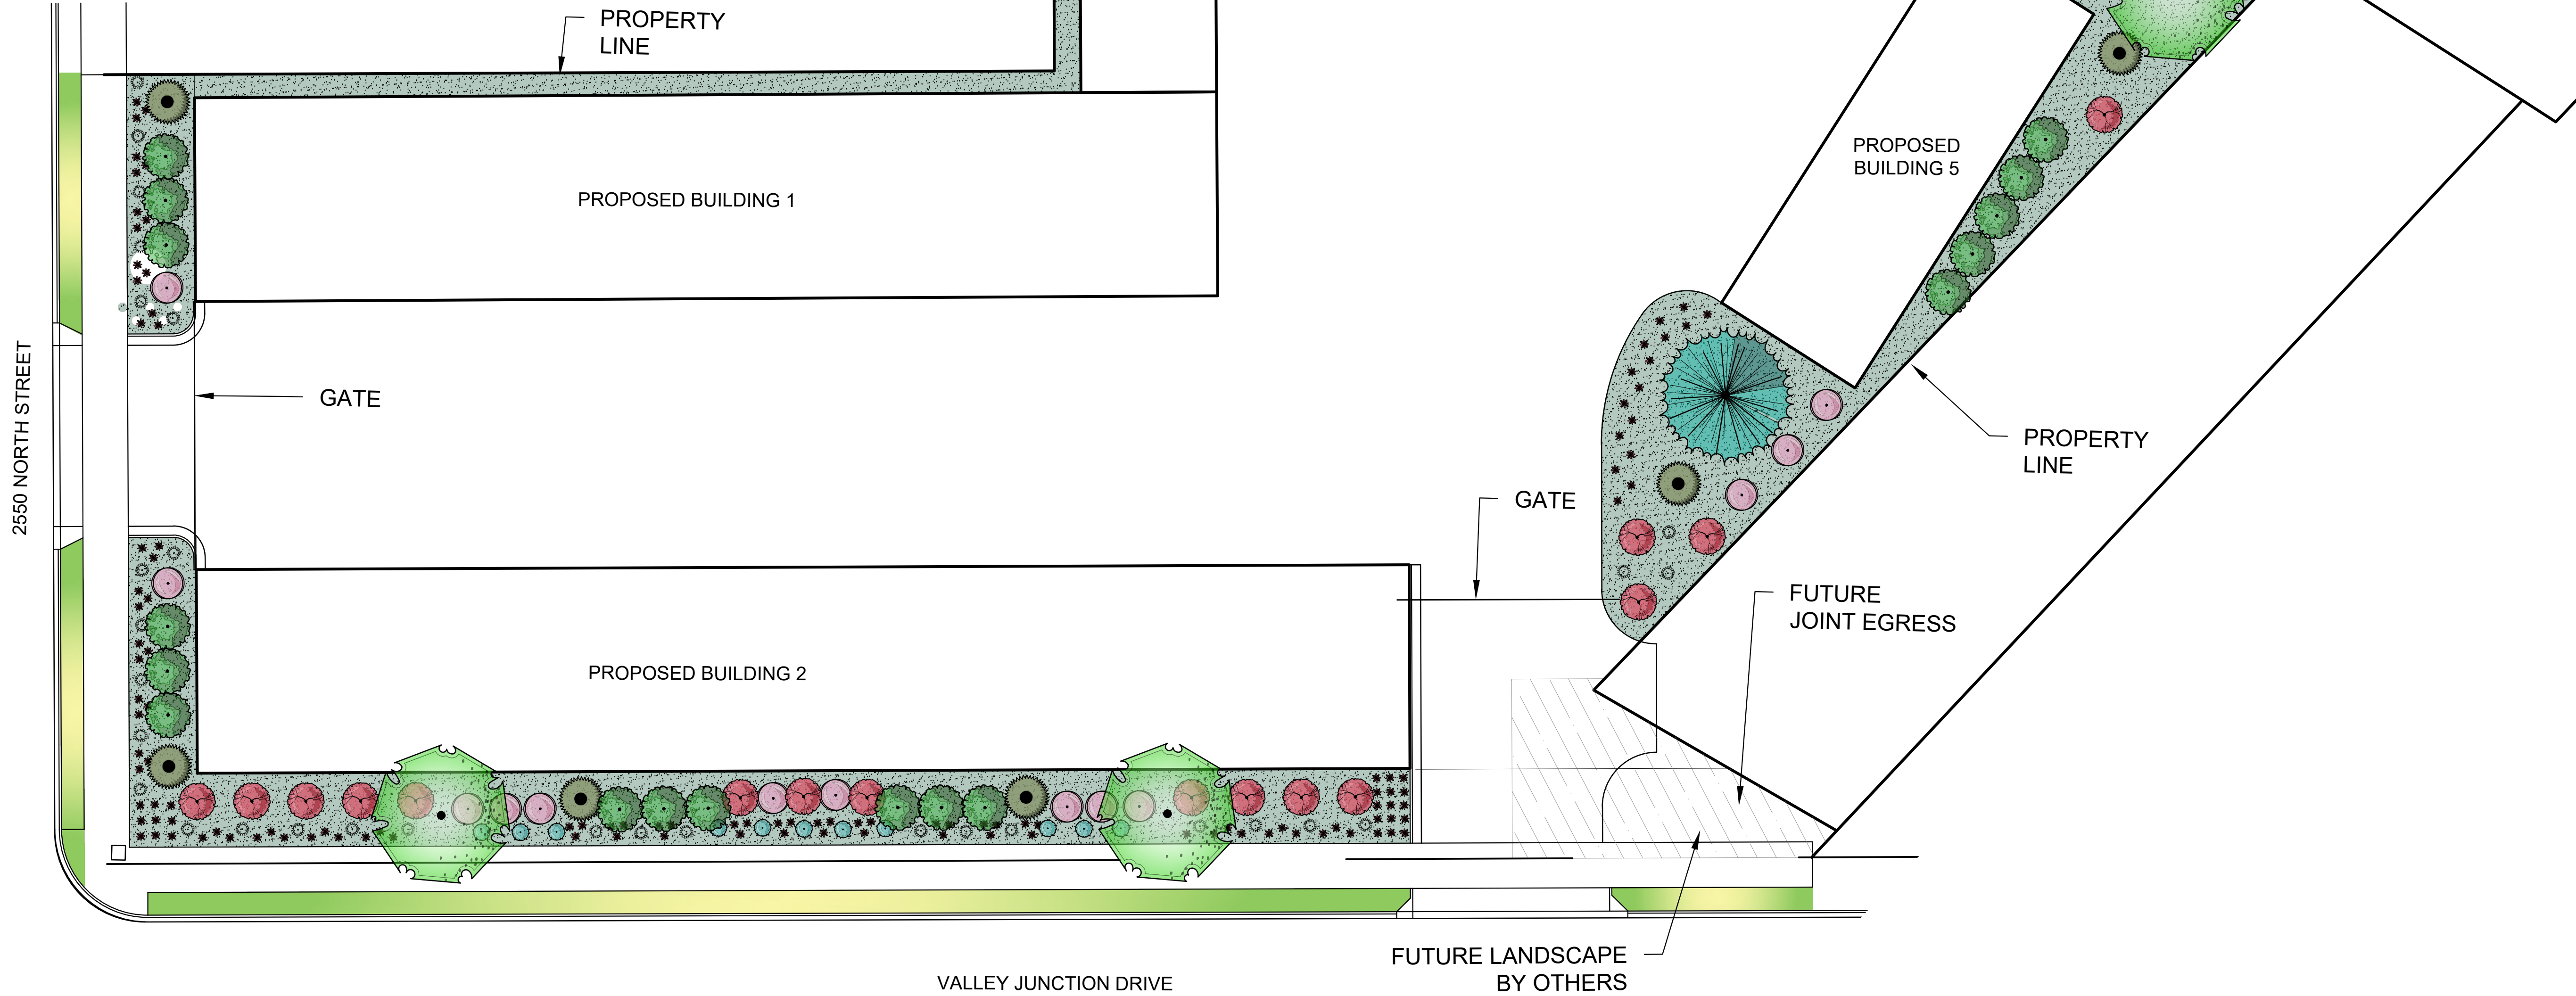 PROPERTY
LINE
PROPOSED
BUILDING 5
PROPOSED BUILDING 1
2550 NORTH STREET
GATE
PROPERTY
LINE
GATE
FUTURE
JOINT EGRESS
PROPOSED BUILDING 2
FUTURE LANDSCAPE
BY OTHERS
VALLEY JUNCTION DRIVE